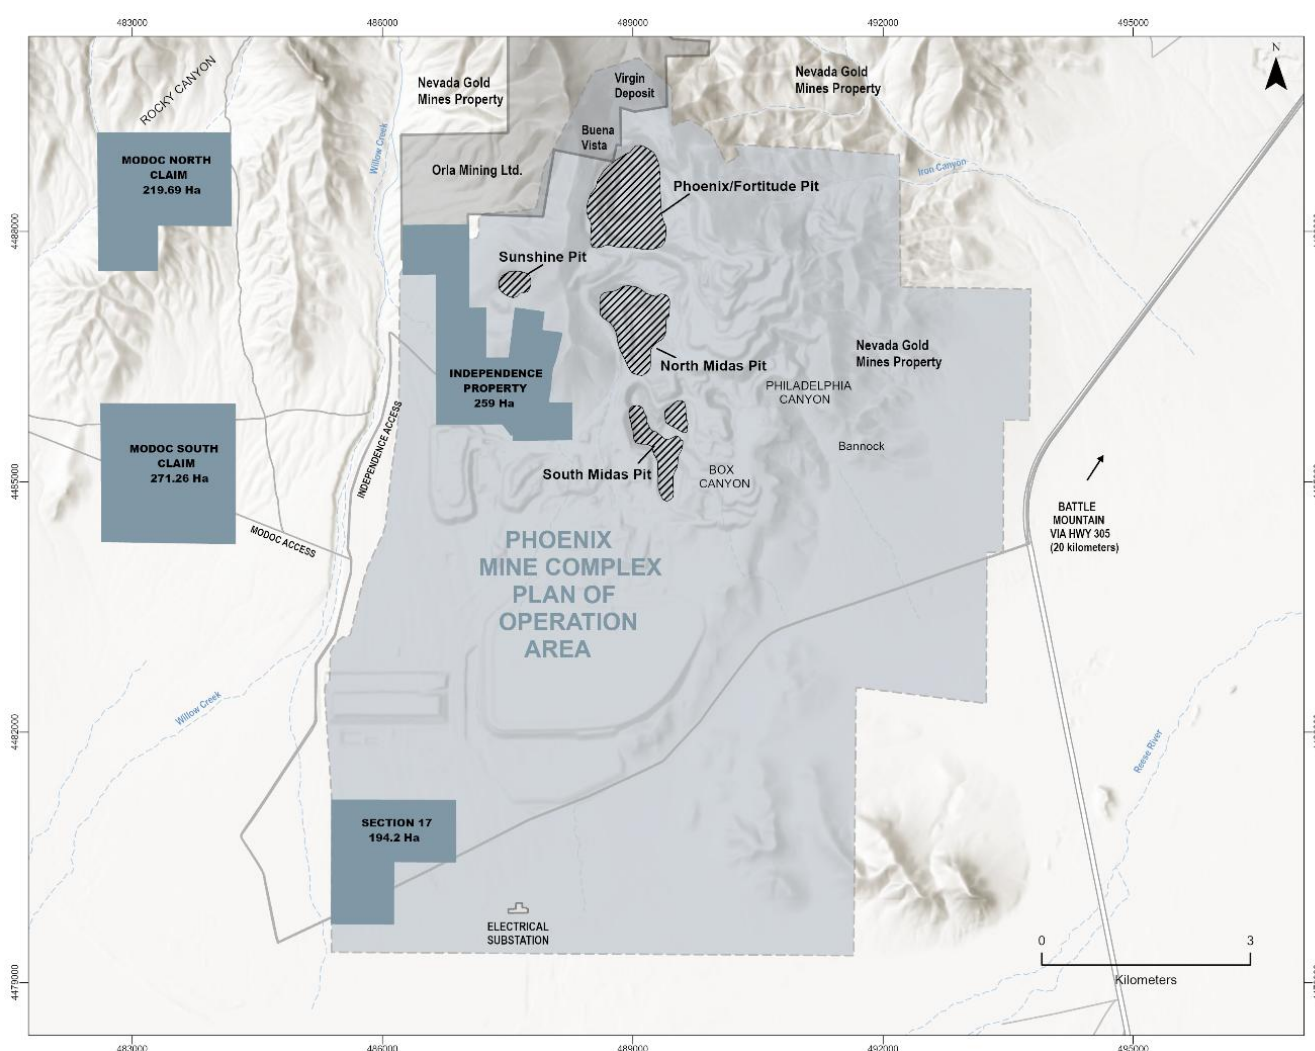 483000
486000
489000
492000
495000
N
ROCKY CANYON
Nevada Gold
Mines Property
Virgin
Deposit
Nevada Gold
Mines Property
Willow Creek
Buena
Vista
Iron Canyon
MODOC NORTH
CLAIM
219.69 Ha
Orla Mining Ltd.
Phoenix/Fortitude Pit
4488000
Sunshine Pit
Nevada Gold
Mines Property
North Midas Pit
INDEPENDENCE
PROPERTY
259 Ha
PHILADELPHIA
CANYON
INDEPENDENCE ACCESS
MODOC SOUTH
CLAIM
271.26 Ha
Bannock
South Midas Pit
BOX
CANYON
4485000
BATTLE
MOUNTAIN
VIA HWY 305
(20 kilometers)
MODOC ACCESS
PHOENIX
MINE COMPLEX
PLAN OF
OPERATION
AREA
Willow Creek
4482000
Reese River
SECTION 17
194.2 Ha
ELECTRICAL
SUBSTATION
0
3
Kilometers
4479000
483000
486000
489000
492000
495000